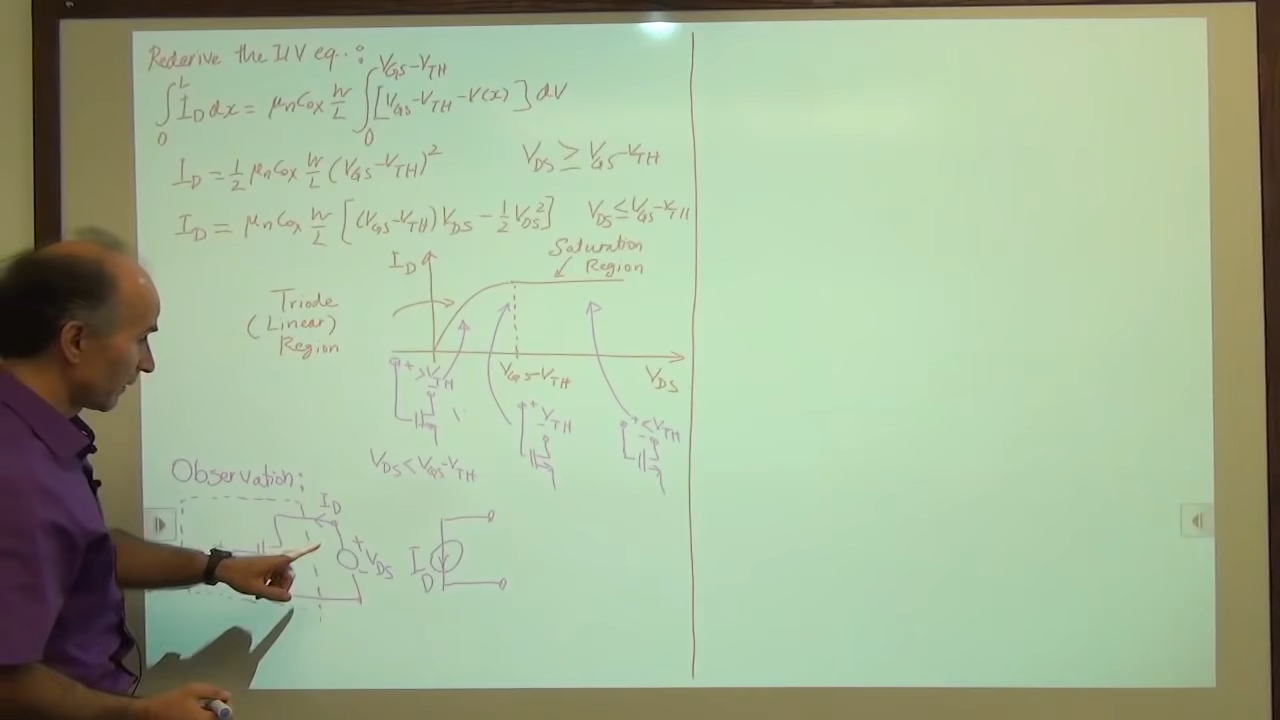 Rederive the I/V eq.:
∫₀ᴸ I_D dx = μnCox W/L ∫₀^(VGS-VTH) [VGS-VTH-V(x)] dV
I_D = 1/2 μnCox W/L (VGS-VTH)² VDS ≥ VGS-VTH
I_D = μnCox W/L [(VGS-VTH)VDS - 1/2 VDS²] VDS ≤ VGS-VTH
I_D
Saturation
Region
Triode
(Linear)
Region
+ > VTH -
VGS-VTH
VDS
+ VTH -
+ < VTH -
VDS < VGS-VTH
Observation:
I_D
+ VDS -
I_D